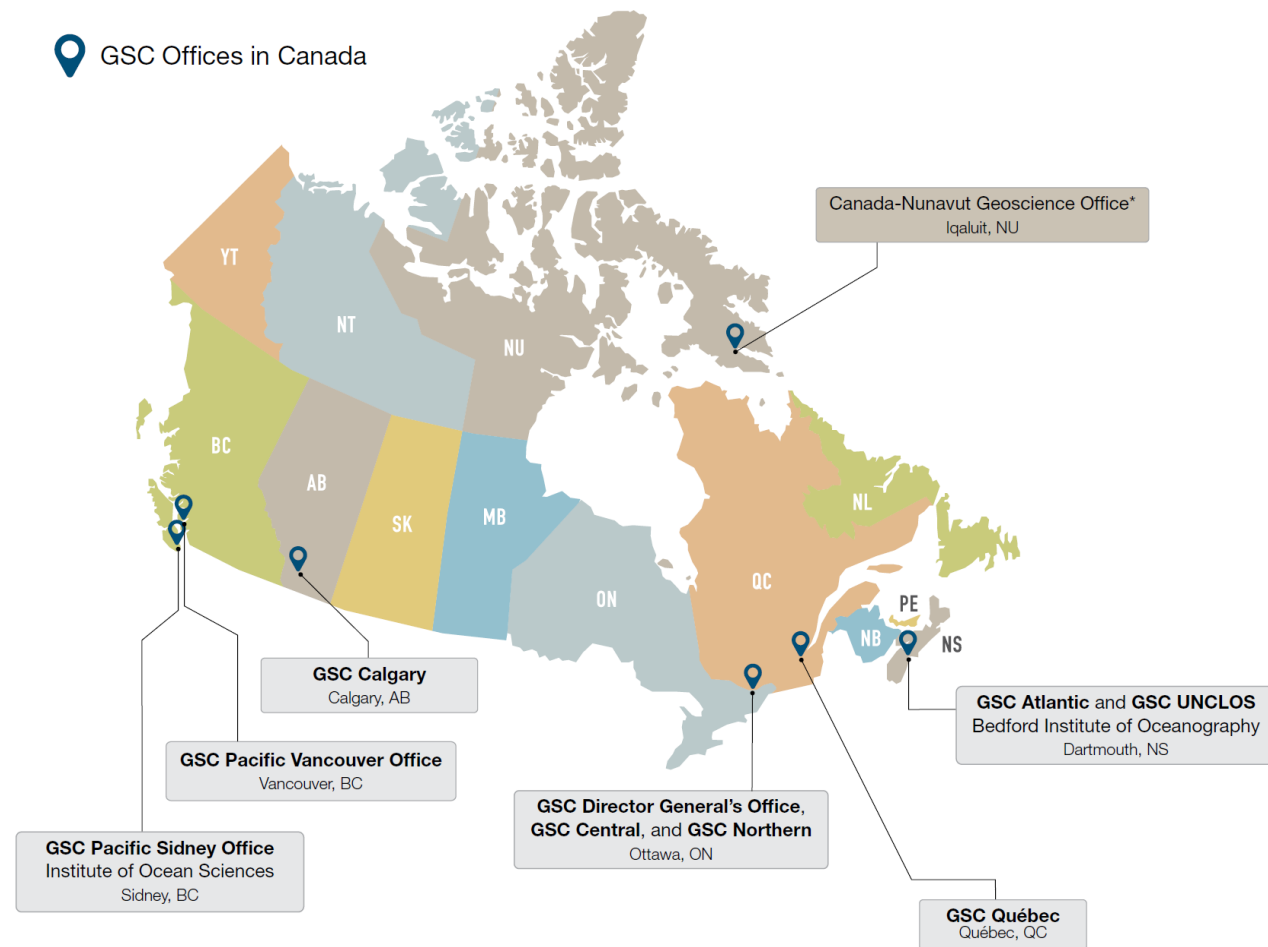 GSC Offices in Canada
Canada-Nunavut Geoscience Office*
Iqaluit, NU
YT
NT
NU
BC
AB
SK
MB
ON
QC
NL
PE
NB
NS
GSC Calgary
Calgary, AB
GSC Pacific Vancouver Office
Vancouver, BC
GSC Pacific Sidney Office
Institute of Ocean Sciences
Sidney, BC
GSC Director General’s Office,
GSC Central, and GSC Northern
Ottawa, ON
GSC Atlantic and GSC UNCLOS
Bedford Institute of Oceanography
Dartmouth, NS
GSC Québec
Québec, QC